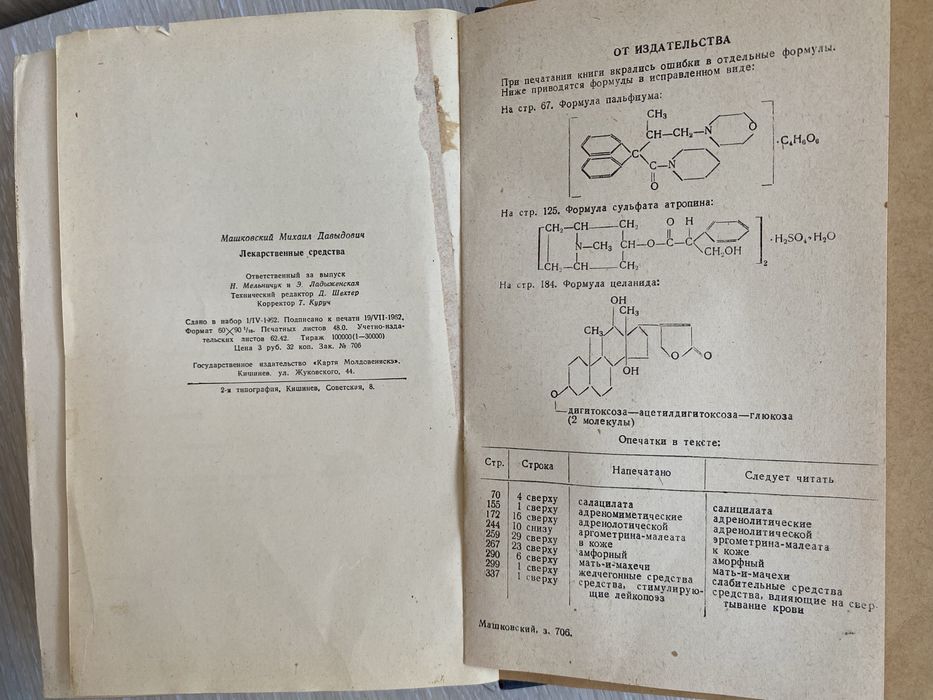 Машковский Михаил Давыдович
Лекарственные средства
Ответственный за выпуск
Н. Мельничук и Э. Ладыженская
Технический редактор Д. Шехтер
Корректор Т. Куруч
Сдано в набор 1/IV-1962. Подписано к печати 19/VII-1962.
Формат 60×90 1/16. Печатных листов 48.0. Учетно-изда-
тельских листов 62.42. Тираж 100000(1—30000)
Цена 3 руб. 32 коп. Зак. № 706
Государственное издательство «Картя Молдовеняскэ».
Кишинев, ул. Жуковского, 44.
2-я типография, Кишинев, Советская, 8.
ОТ ИЗДАТЕЛЬСТВА
При печатании книги вкрались ошибки в отдельные формулы.
Ниже приводятся формулы в исправленном виде:
На стр. 67. Формула пальфиума:
CH₃
CH—CH₂—N O
C
C—N
O
·C₄H₆O₆
На стр. 125. Формула сульфата атропина:
CH₂—CH——CH₂ O H
N—CH₃ CH—O—C—C
CH₂—CH——CH₂ CH₂OH
2
·H₂SO₄·H₂O
На стр. 184. Формула целанида:
OH
CH₃
CH₃
O O
OH
O
дигитоксоза—ацетилдигитоксоза—глюкоза
(2 молекулы)
Опечатки в тексте:
Стр. Строка Напечатано Следует читать
70 4 сверху салацилата салицилата
155 1 сверху адреномиметические адренолитические
172 16 сверху адренолотической адренолитической
244 10 снизу аргометрина-малеата эргометрина-малеата
259 29 сверху в коже к коже
267 23 сверху амфорный аморфный
290 6 сверху мать-и-махечи мать-и-мачехи
299 1 сверху желчегонные средства слабительные средства
337 1 сверху средства, стимулирую- средства, влияющие на свер-
щие лейкопоэз тывание крови
Машковский, з. 706.